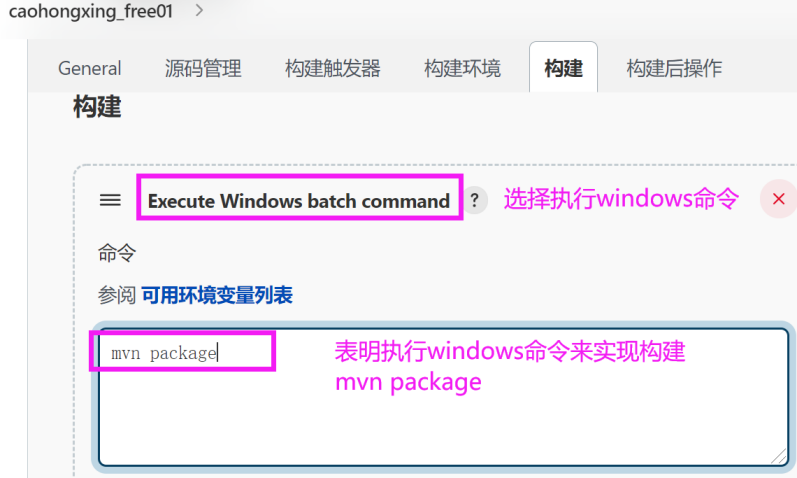 caohongxing_free01 >
General 源码管理 构建触发器 构建环境 构建 构建后操作
构建
Execute Windows batch command ? 选择执行windows命令
命令
参阅 可用环境变量列表
mvn package 表明执行windows命令来实现构建
mvn package